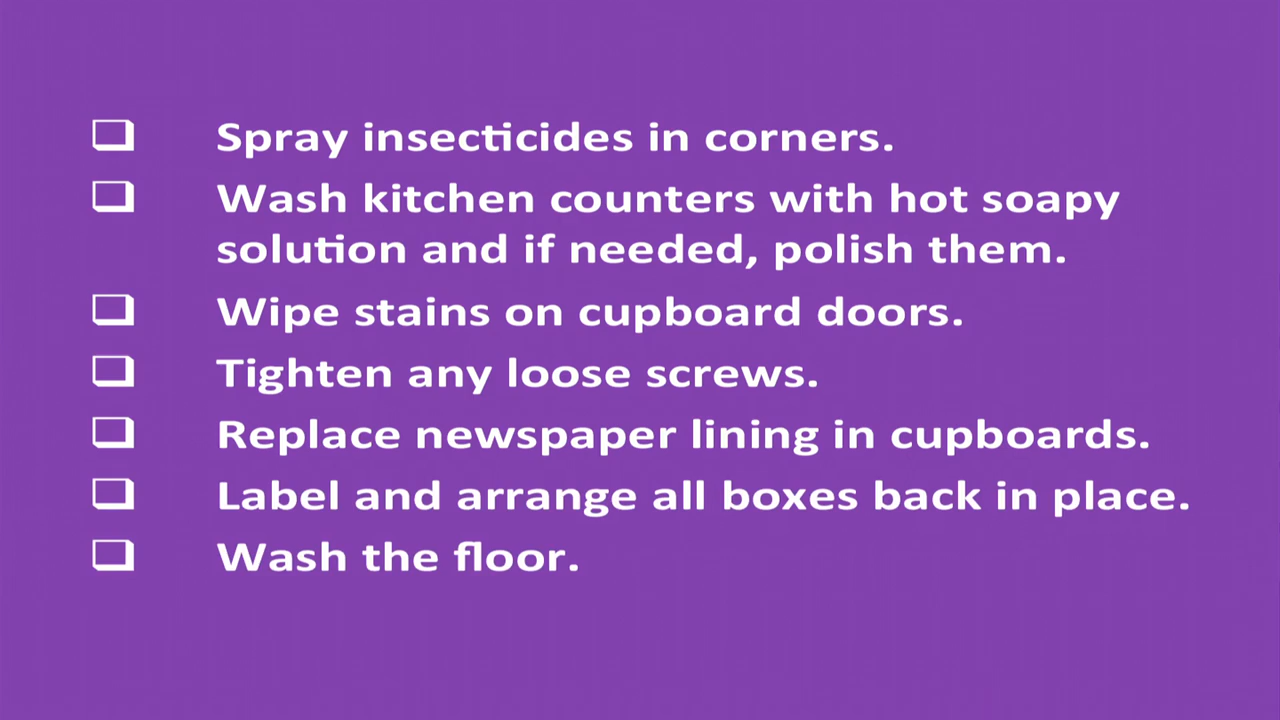 ❑ Spray insecticides in corners.
❑ Wash kitchen counters with hot soapy
solution and if needed, polish them.
❑ Wipe stains on cupboard doors.
❑ Tighten any loose screws.
❑ Replace newspaper lining in cupboards.
❑ Label and arrange all boxes back in place.
❑ Wash the floor.